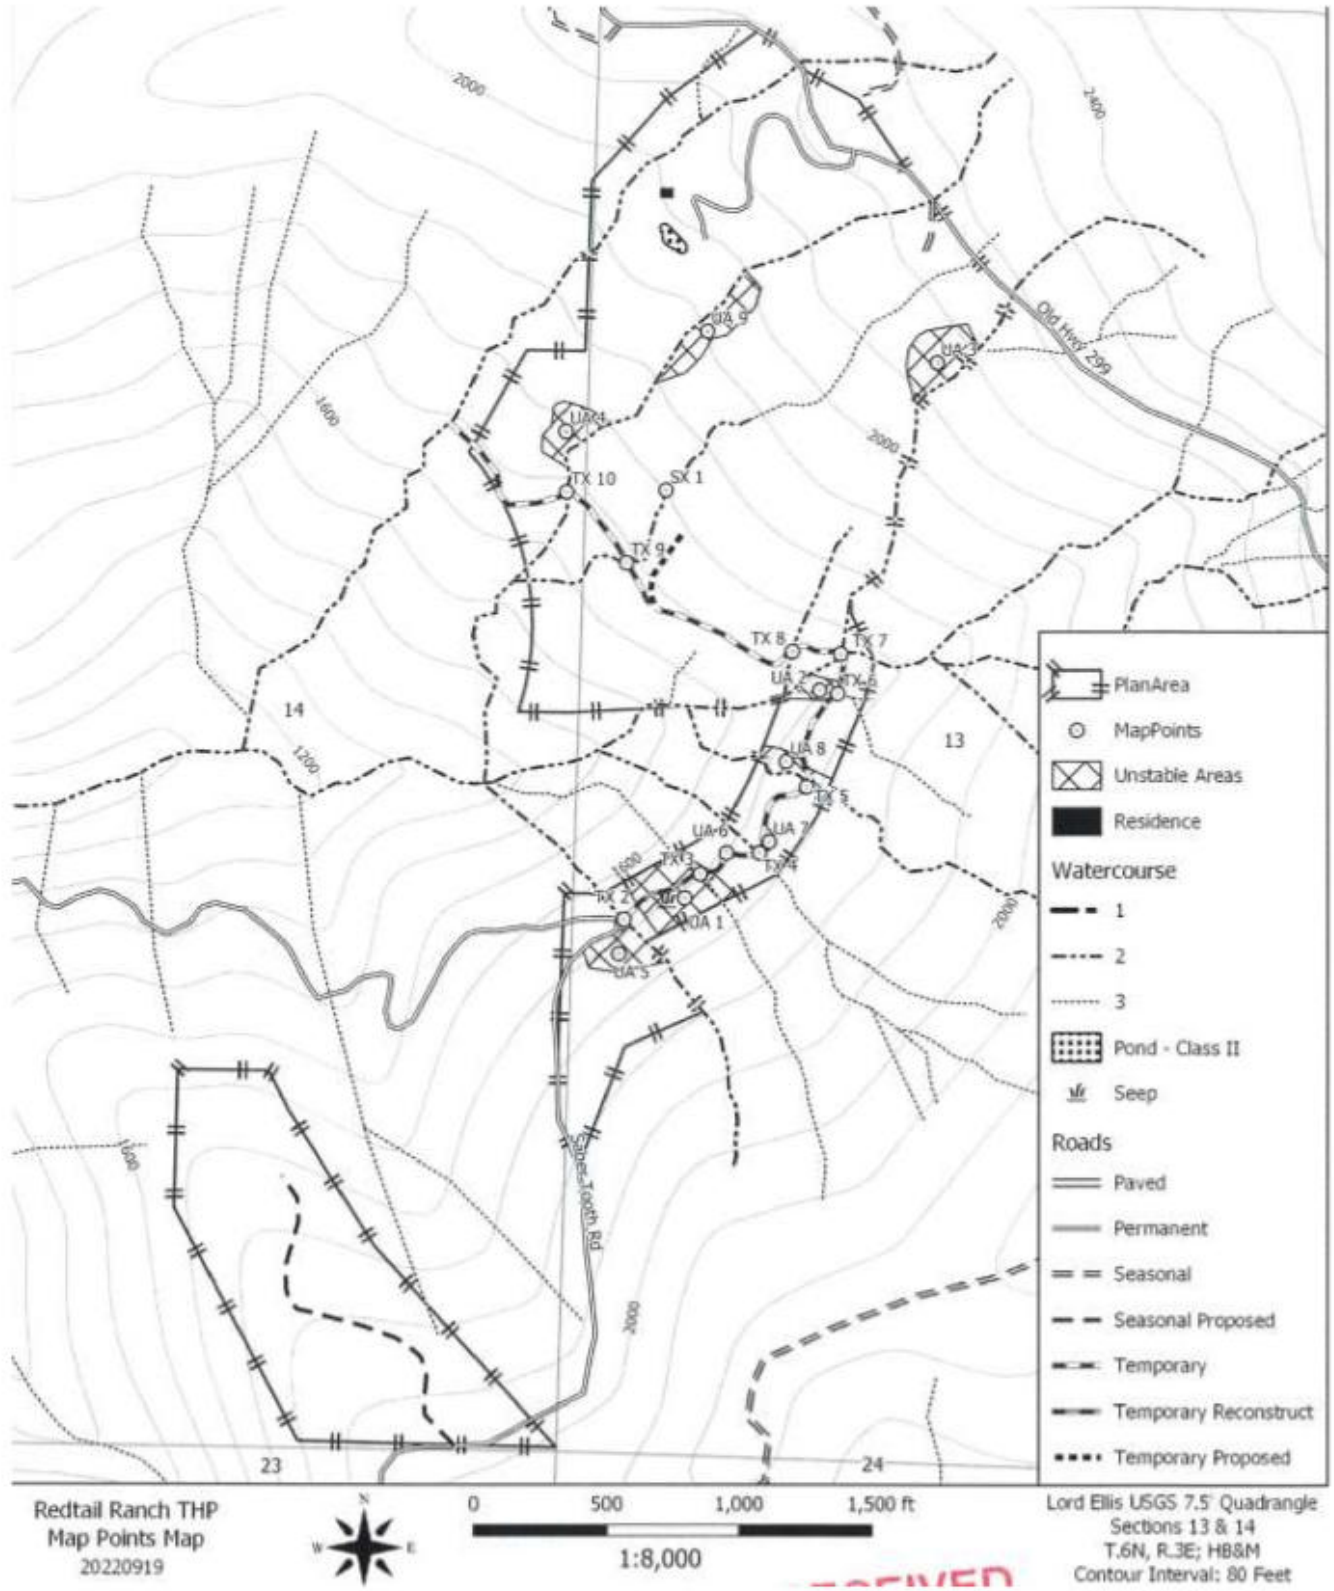 2000
2400
Old Hwy 299
UA 9
UA 3
1600
UA 4
2000
TX 10
SX 1
TX 9
TX 8
TX 7
UA 2
TX 6
14
13
1200
UA 8
TX 5
UA 6
UA 7
1600
TX 3
TX 4
TX 2
UA 1
2000
UA 5
1600
Saber Tooth Rd
2000
23
24
PlanArea
MapPoints
Unstable Areas
Residence
Watercourse
1
2
3
Pond - Class II
Seep
Roads
Paved
Permanent
Seasonal
Seasonal Proposed
Temporary
Temporary Reconstruct
Temporary Proposed
Redtail Ranch THP
Map Points Map
20220919
N
W
E
0 500 1,000 1,500 ft
1:8,000
Lord Ellis USGS 7.5' Quadrangle
Sections 13 & 14
T.6N, R.3E; HB&M
Contour Interval: 80 Feet